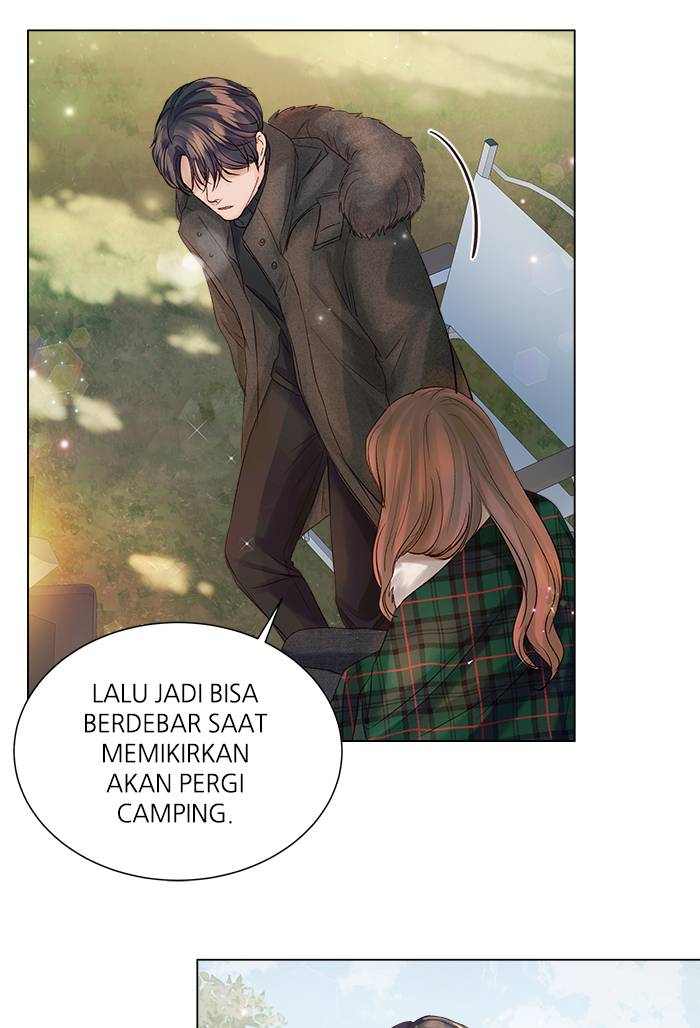 LALU JADI BISA
BERDEBAR SAAT
MEMIKIRKAN
AKAN PERGI
CAMPING.